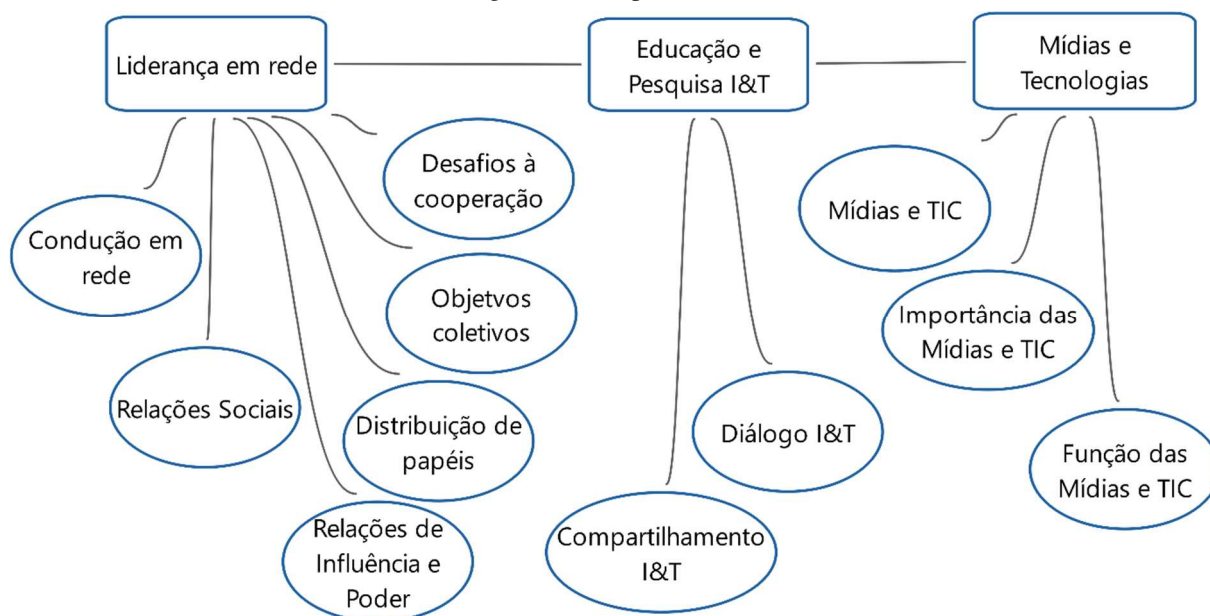 Liderança em rede
Educação e
Pesquisa I&T
Mídias e
Tecnologias
Desafios à
cooperação
Condução em
rede
Objetvos
coletivos
Relações Sociais
Distribuição de
papéis
Relações de
Influência e
Poder
Diálogo I&T
Compartilhamento
I&T
Mídias e TIC
Importância das
Mídias e TIC
Função das
Mídias e TIC